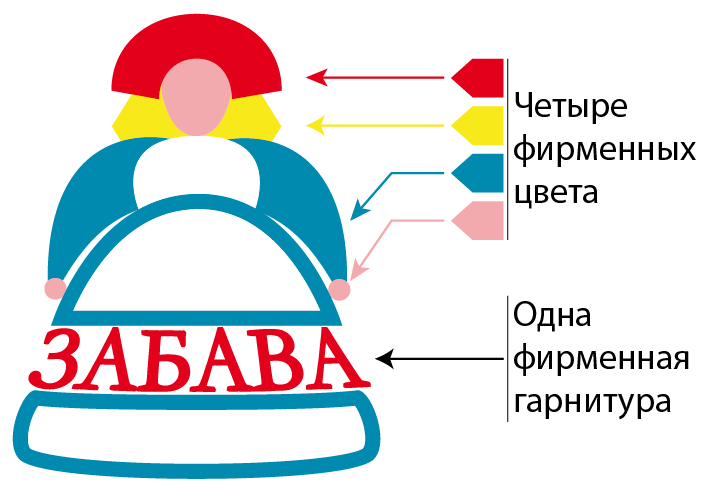 Четыре
фирменных
цвета
ЗАБАВА
Одна
фирменная
гарнитура